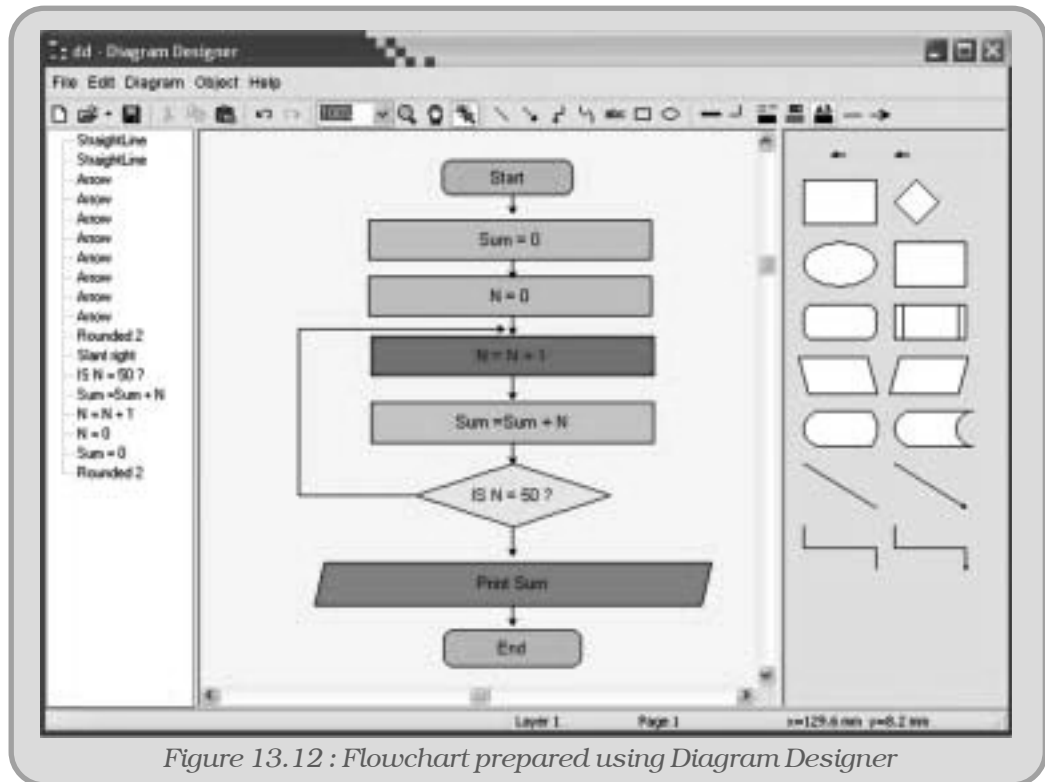 dd - Diagram Designer
File Edit Diagram Object Help
abc
StraightLine
StraightLine
Arrow
Arrow
Arrow
Arrow
Arrow
Arrow
Arrow
Arrow
Rounded 2
Slant right
IS N = 50 ?
Sum =Sum + N
N = N + 1
N = 0
Sum = 0
Rounded 2
Start
Sum = 0
N = 0
N = N + 1
Sum =Sum + N
IS N = 50 ?
Print Sum
End
Layer 1 Page 1 x=129.6 mm y=8.2 mm
Figure 13.12 : Flowchart prepared using Diagram Designer